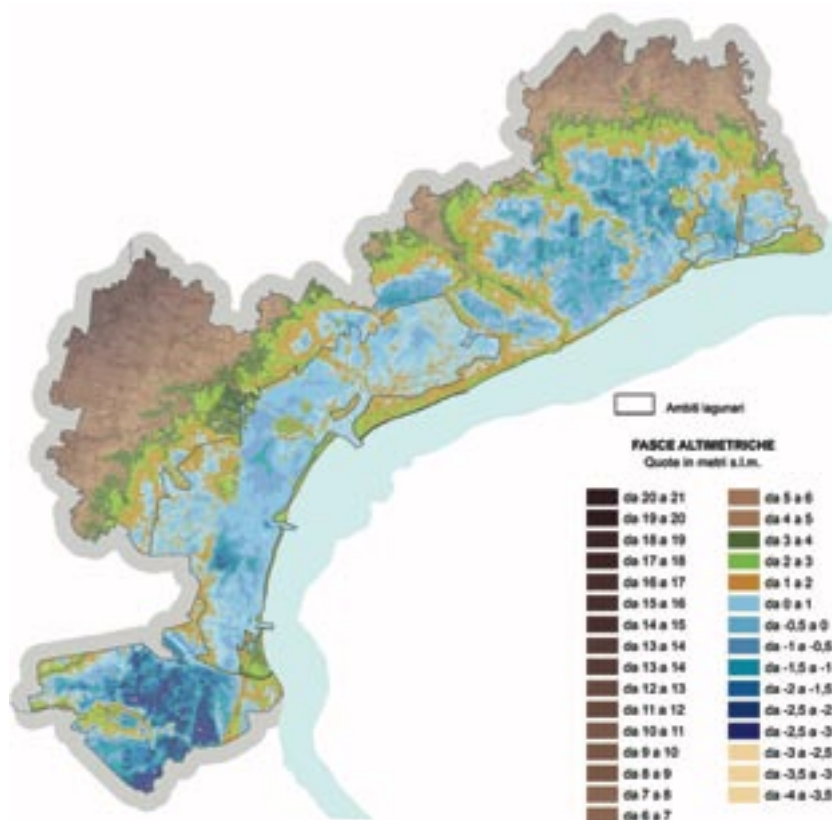 Ambiti lagunari
FASCE ALTIMETRICHE
Quote in metri s.l.m.
da 20 a 21
da 19 a 20
da 18 a 19
da 17 a 18
da 16 a 17
da 15 a 16
da 14 a 15
da 13 a 14
da 13 a 14
da 12 a 13
da 11 a 12
da 10 a 11
da 9 a 10
da 8 a 9
da 7 a 8
da 6 a 7
da 5 a 6
da 4 a 5
da 3 a 4
da 2 a 3
da 1 a 2
da 0 a 1
da -0,5 a 0
da -1 a -0,5
da -1,5 a -1
da -2 a -1,5
da -2,5 a -2
da -2,5 a -3
da -3 a -2,5
da -3,5 a -3
da -4 a -3,5